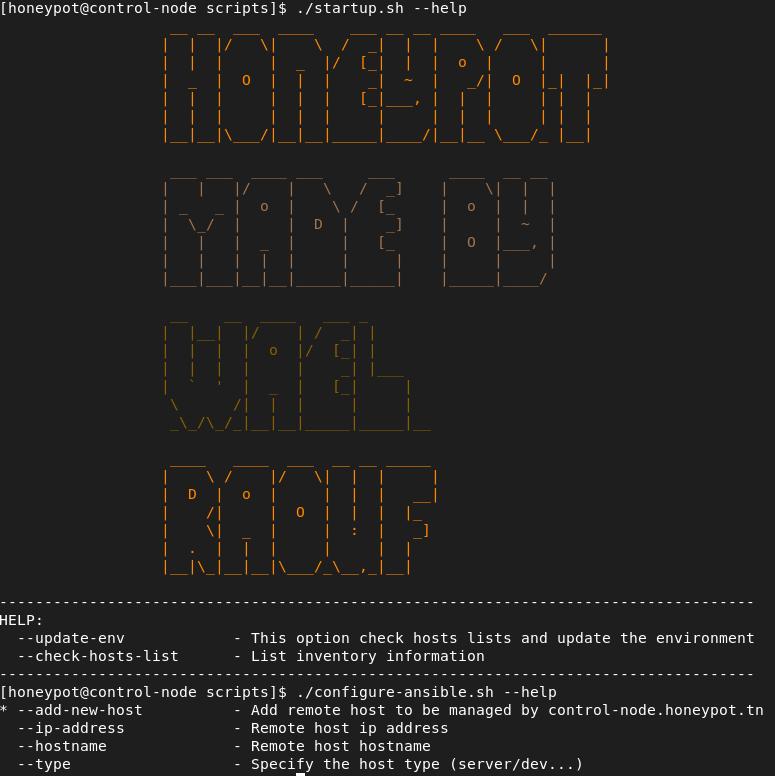 [honeypot@control-node scripts]$ ./startup.sh --help
HONEYPOT
MADE BY
WAEL
RAOUF
------------------------------------------------------------------------------------
HELP:
  --update-env            - This option check hosts lists and update the environment
  --check-hosts-list      - List inventory information
------------------------------------------------------------------------------------
[honeypot@control-node scripts]$ ./configure-ansible.sh --help
* --add-new-host          - Add remote host to be managed by control-node.honeypot.tn
  --ip-address            - Remote host ip address
  --hostname              - Remote host hostname
  --type                  - Specify the host type (server/dev...)